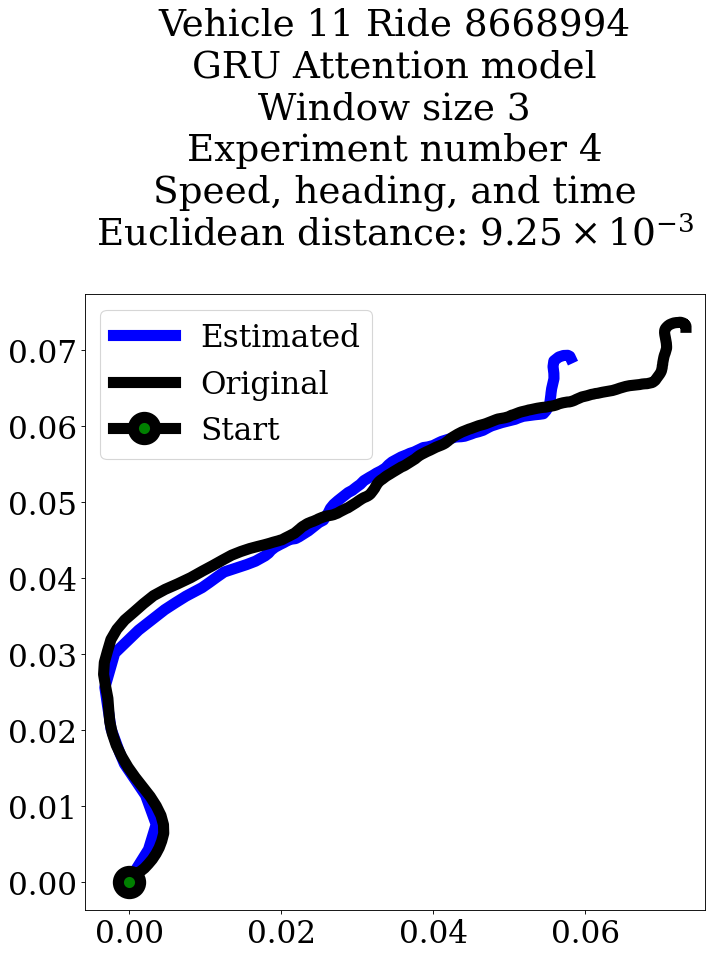 Vehicle 11 Ride 8668994
GRU Attention model
Window size 3
Experiment number 4
Speed, heading, and time
Euclidean distance: 9.25 × 10⁻³
Estimated
Original
Start
0.07
0.06
0.05
0.04
0.03
0.02
0.01
0.00
0.00 0.02 0.04 0.06